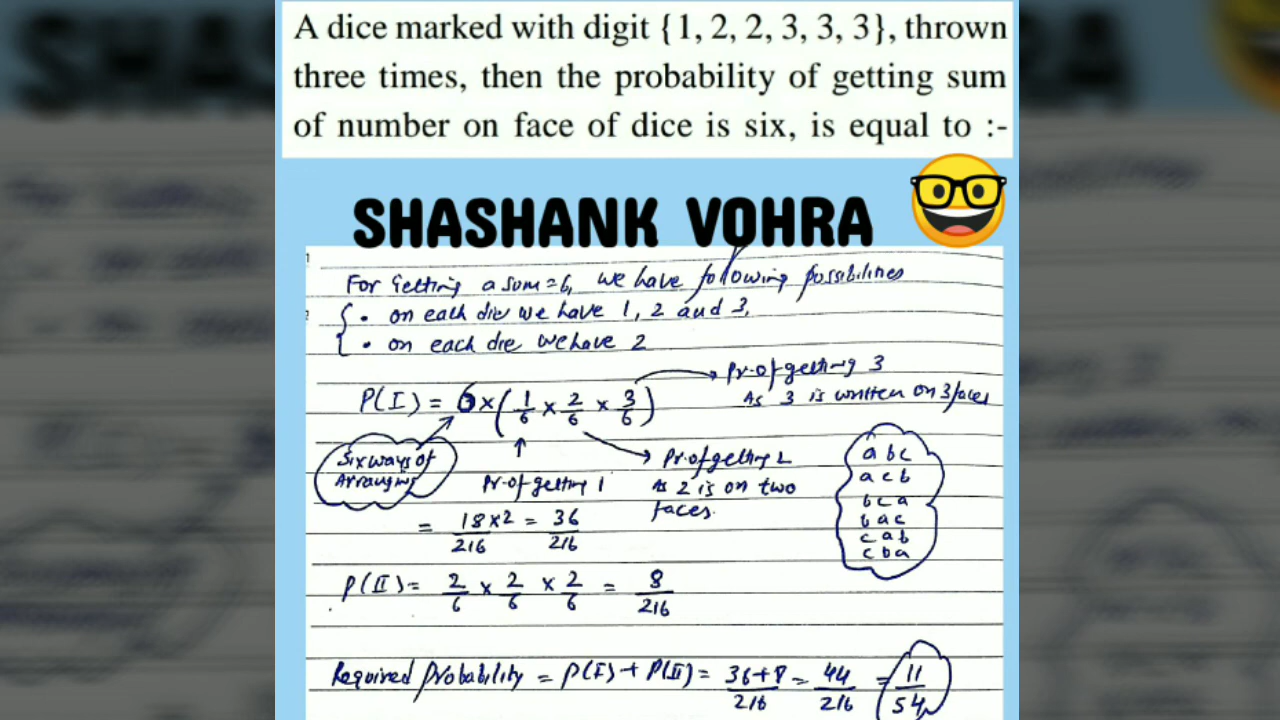 A dice marked with digit {1, 2, 2, 3, 3, 3}, thrown
three times, then the probability of getting sum
of number on face of dice is six, is equal to :-
SHASHANK VOHRA
For Getting a sum=6, we have following possibilities
• on each die we have 1, 2 and 3,
• on each die we have 2
P(I) = 6×(1/6 × 2/6 × 3/6)
Pr. of getting 3
As 3 is written on 3 faces
Six ways of
Arranging
Pr. of getting 1
Pr. of getting 2
As 2 is on two
faces.
abc
acb
bca
bac
cab
cba
= 18×2/216 = 36/216
P(II) = 2/6 × 2/6 × 2/6 = 8/216
Required Probability = P(I) + P(II) = 36+8/216 = 44/216 = 11/54